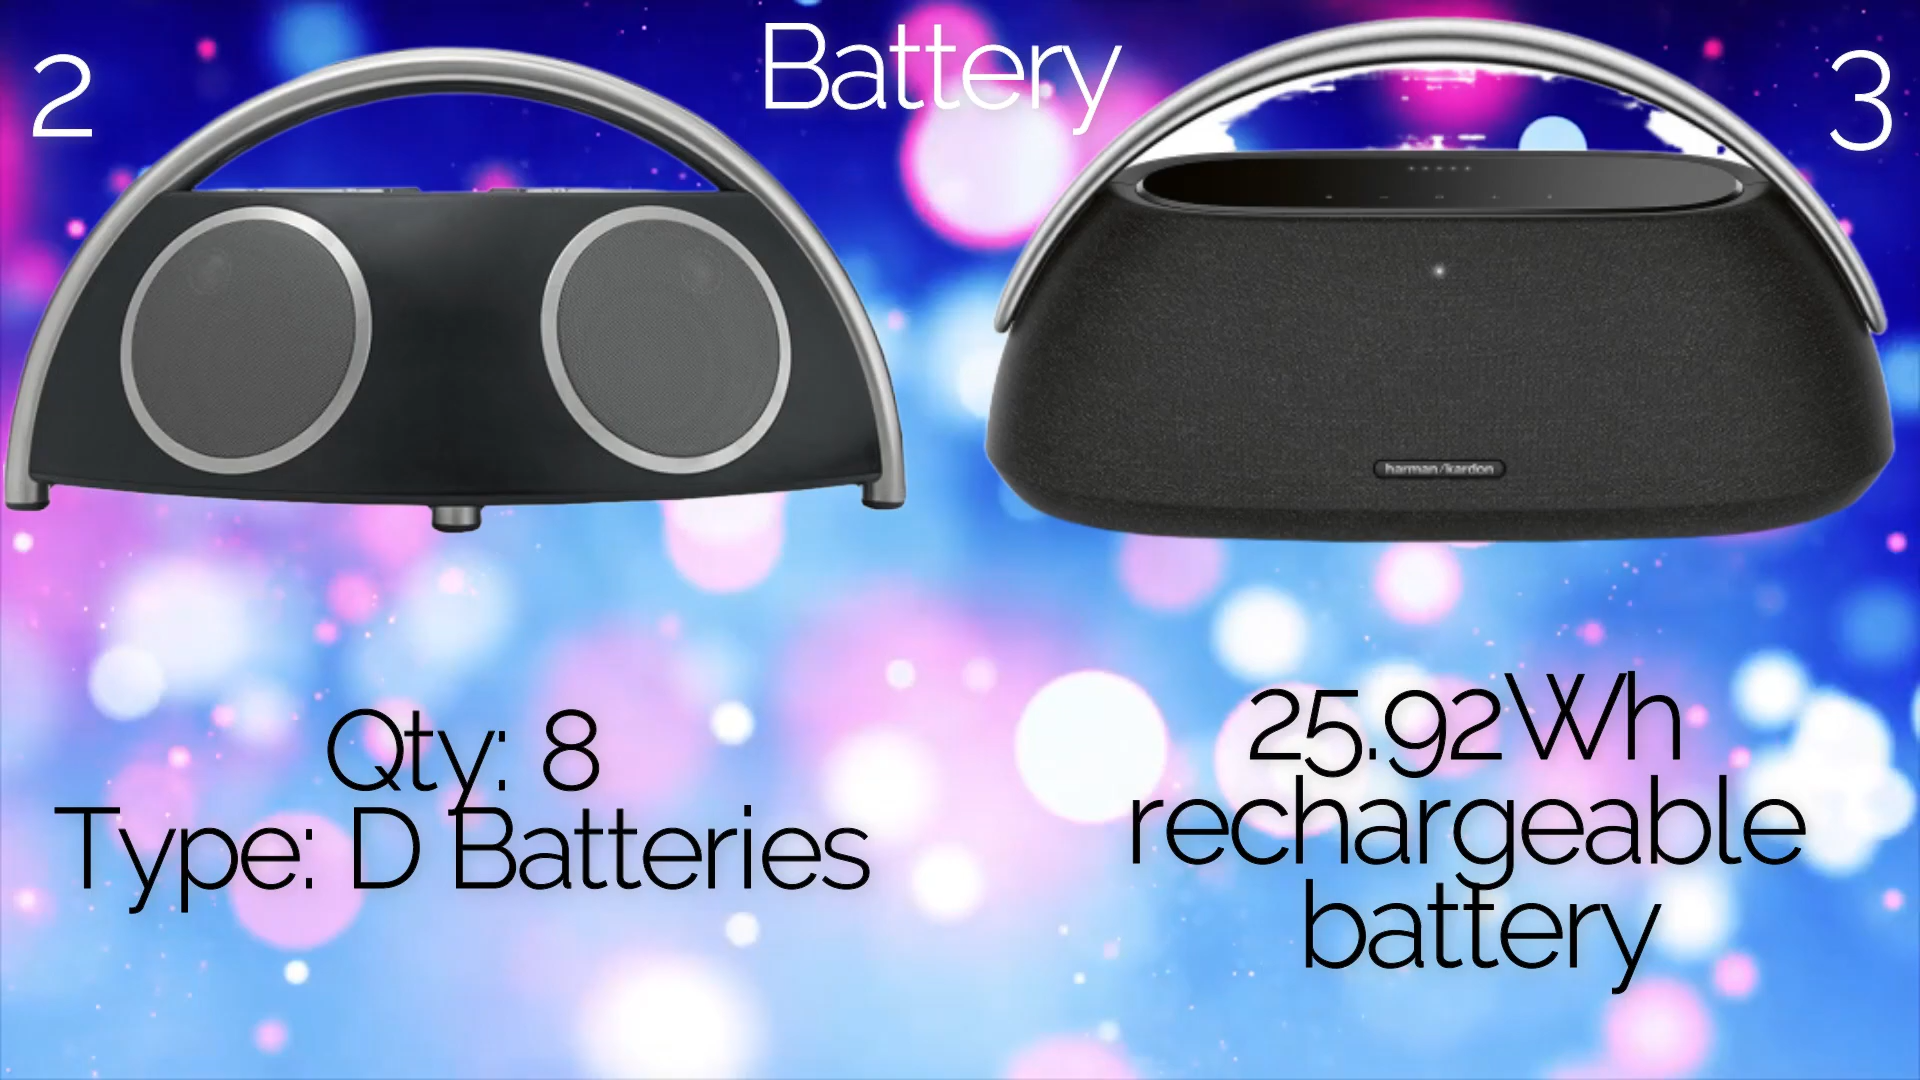 Battery
2
3
harman/kardon
Qty: 8
Type: D Batteries
25.92Wh
rechargeable
battery